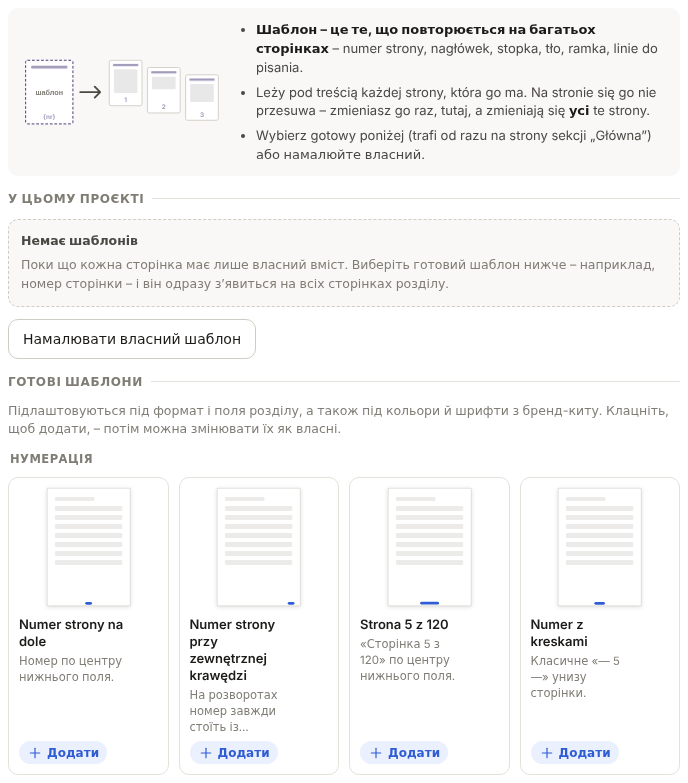 шаблон
(nr)
1
2
3
Шаблон – це те, що повторюється на багатьох
сторінках – numer strony, nagłówek, stopka, tło, ramka, linie do
pisania.
Leży pod treścią każdej strony, która go ma. Na stronie się go nie
przesuwa – zmieniasz go raz, tutaj, a zmieniają się усі te strony.
Wybierz gotowy poniżej (trafi od razu na strony sekcji „Główna”)
або намалюйте власний.
У ЦЬОМУ ПРОЄКТІ
Немає шаблонів
Поки що кожна сторінка має лише власний вміст. Виберіть готовий шаблон нижче – наприклад,
номер сторінки – і він одразу з’явиться на всіх сторінках розділу.
Намалювати власний шаблон
ГОТОВІ ШАБЛОНИ
Підлаштовуються під формат і поля розділу, а також під кольори й шрифти з бренд-киту. Клацніть,
щоб додати, – потім можна змінювати їх як власні.
НУМЕРАЦІЯ
Numer strony na
dole
Номер по центру
нижнього поля.
Додати
Numer strony
przy
zewnętrznej
krawędzi
На розворотах
номер завжди
стоїть із…
Додати
Strona 5 z 120
«Сторінка 5 з
120» по центру
нижнього поля.
Додати
Numer z
kreskami
Класичне «— 5
—» унизу
сторінки.
Додати